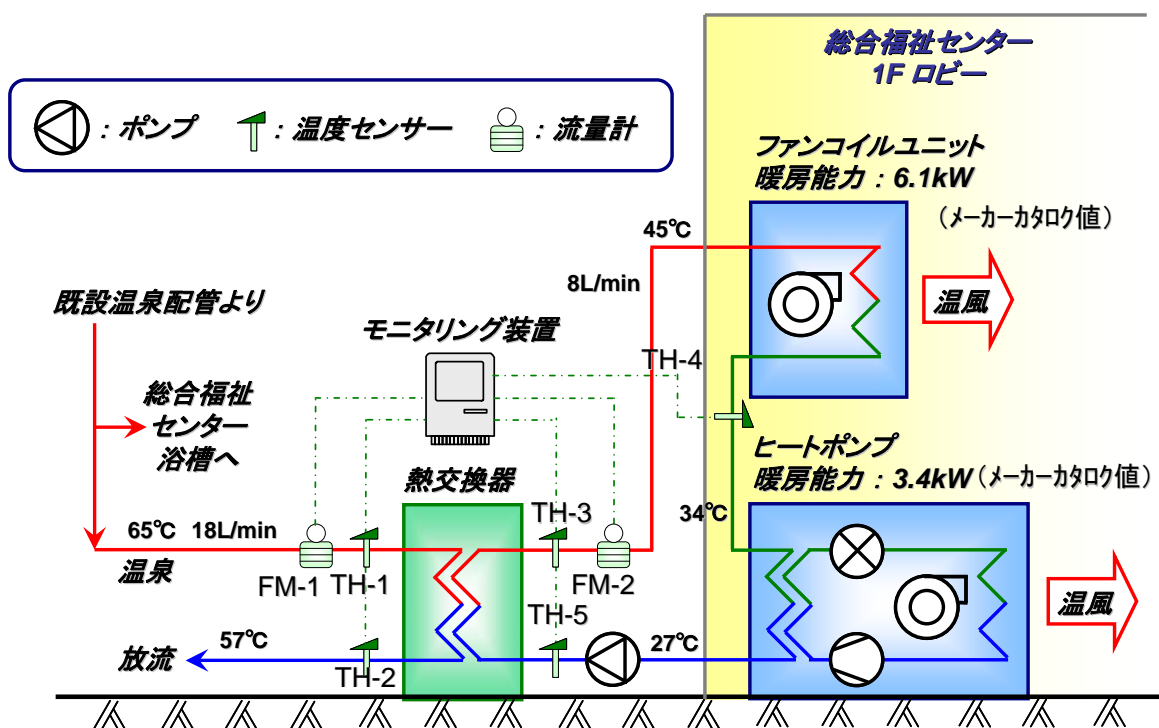 総合福祉センター
1F ロビー
：ポンプ
：温度センサー
：流量計
ファンコイルユニット
暖房能力：6.1kW
（メーカーカタログ値）
45℃
8L/min
温風
既設温泉配管より
モニタリング装置
TH-4
総合福祉
センター
浴槽へ
ヒートポンプ
暖房能力：3.4kW（メーカーカタログ値）
熱交換器
TH-3
34℃
65℃ 18L/min
温泉
FM-1
TH-1
FM-2
TH-5
温風
57℃
27℃
放流
TH-2